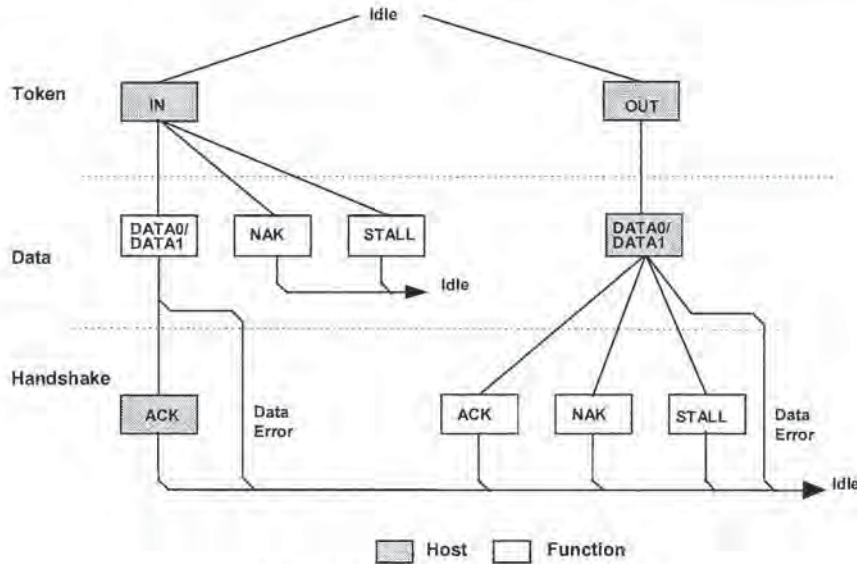 Idle
Token
IN
OUT
DATA0/
DATA1
NAK
STALL
DATA0/
DATA1
Data
Idle
Handshake
ACK
Data
Error
ACK
NAK
STALL
Data
Error
Idle
Host
Function